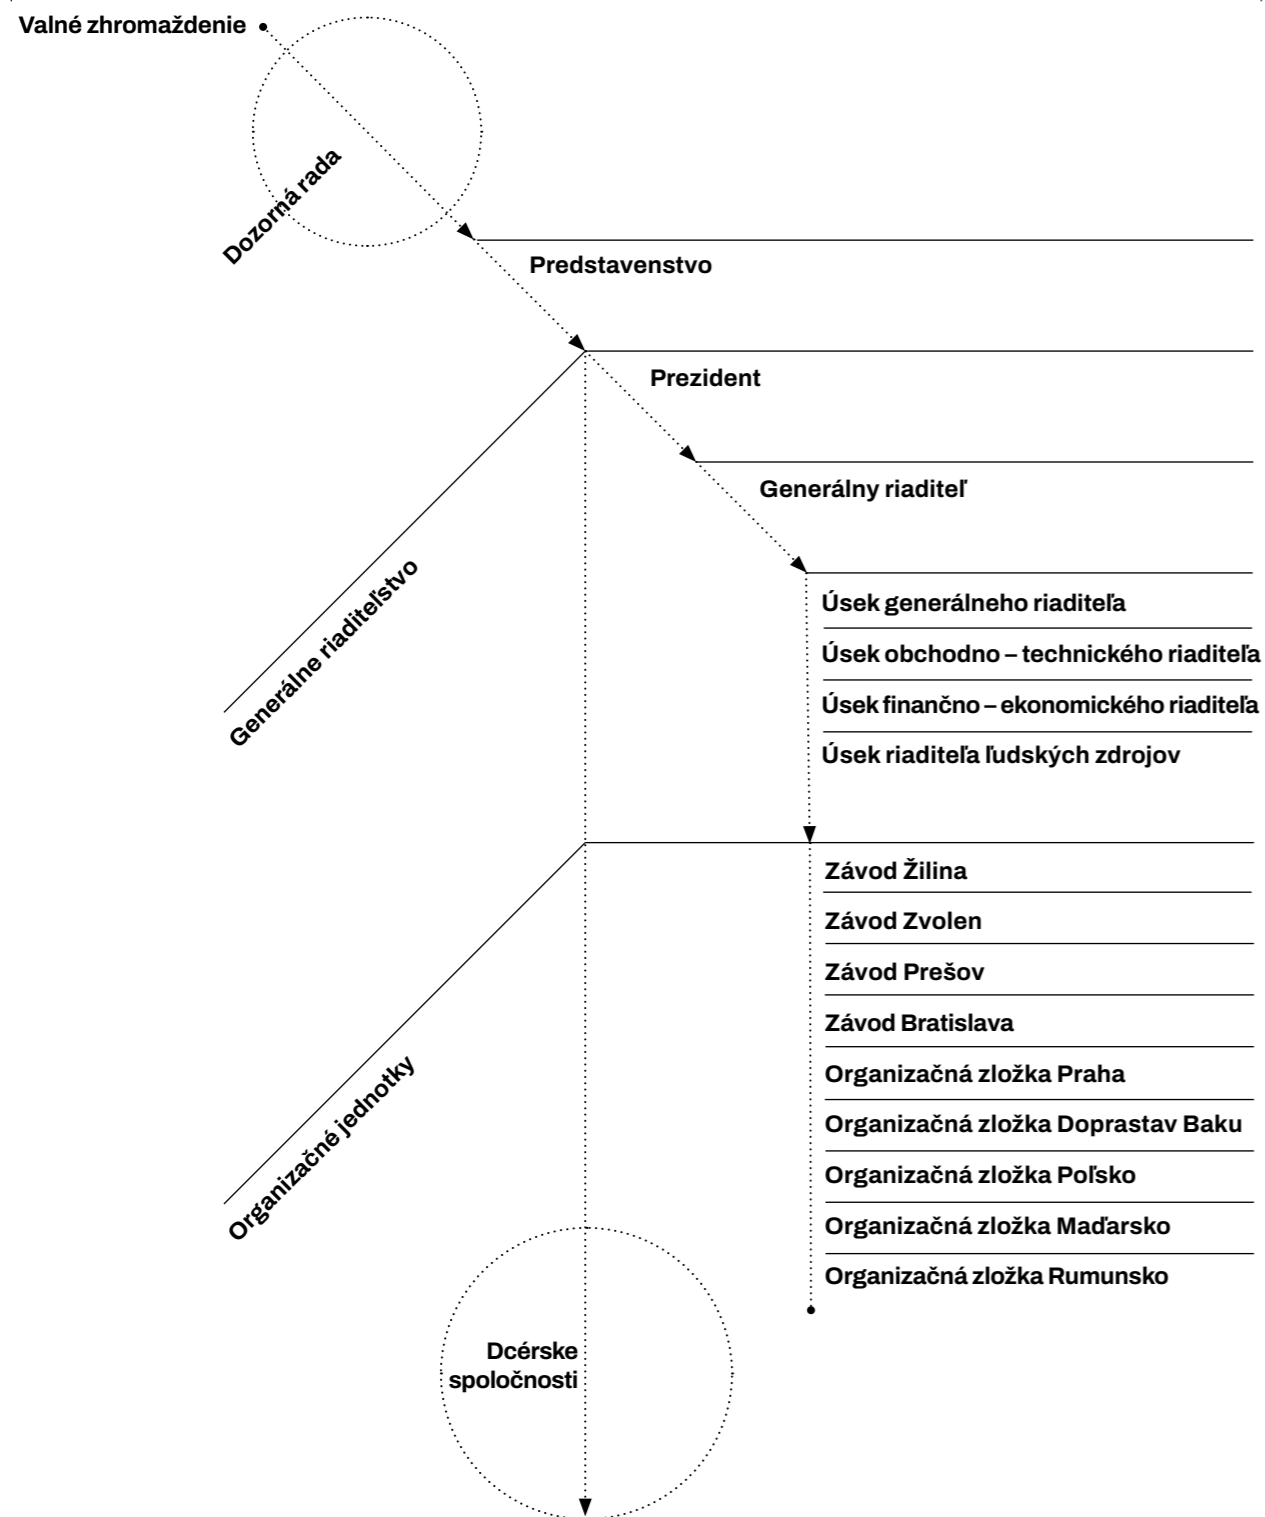 Valné zhromaždenie
Dozorná rada
Predstavenstvo
Prezident
Generálny riaditeľ
Generálne riaditeľstvo
Úsek generálneho riaditeľa
Úsek obchodno – technického riaditeľa
Úsek finančno – ekonomického riaditeľa
Úsek riaditeľa ľudských zdrojov
Organizačné jednotky
Závod Žilina
Závod Zvolen
Závod Prešov
Závod Bratislava
Organizačná zložka Praha
Organizačná zložka Doprastav Baku
Organizačná zložka Poľsko
Organizačná zložka Maďarsko
Organizačná zložka Rumunsko
Dcérske
spoločnosti